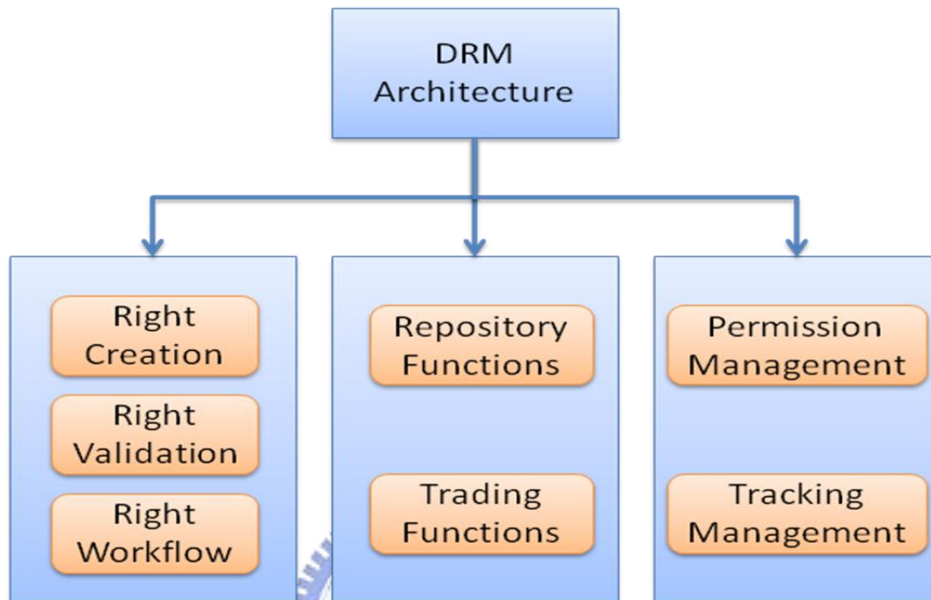 DRM
Architecture
Right
Creation
Right
Validation
Right
Workflow
Repository
Functions
Trading
Functions
Permission
Management
Tracking
Management